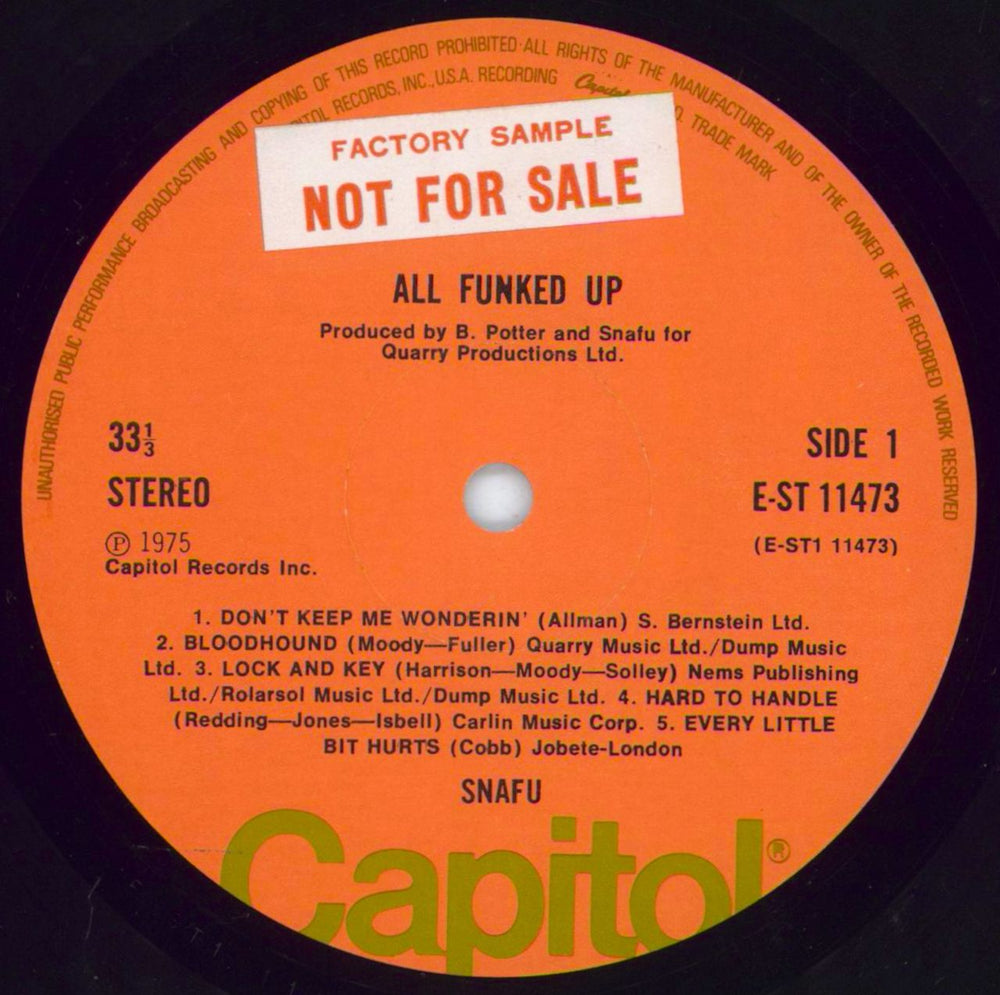 UNAUTHORISED PUBLIC PERFORMANCE BROADCASTING AND COPYING OF THIS RECORD PROHIBITED·ALL RIGHTS OF THE MANUFACTURER AND OF THE OWNER OF THE RECORDED WORK RESERVED
RECORDS, INC., U.S.A. RECORDING Capitol TRADE MARK
FACTORY SAMPLE
NOT FOR SALE
ALL FUNKED UP
Produced by B. Potter and Snafu for
Quarry Productions Ltd.
33⅓
SIDE 1
STEREO
E-ST 11473
℗ 1975
(E-ST1 11473)
Capitol Records Inc.
1. DON'T KEEP ME WONDERIN' (Allman) S. Bernstein Ltd.
2. BLOODHOUND (Moody—Fuller) Quarry Music Ltd./Dump Music
Ltd. 3. LOCK AND KEY (Harrison—Moody—Solley) Nems Publishing
Ltd./Rolarsol Music Ltd./Dump Music Ltd. 4. HARD TO HANDLE
(Redding—Jones—Isbell) Carlin Music Corp. 5. EVERY LITTLE
BIT HURTS (Cobb) Jobete-London
SNAFU
Capitol®